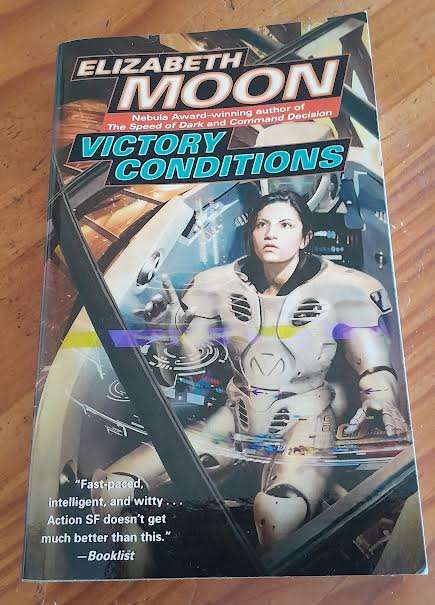 ELIZABETH
MOON
Nebula Award-winning author of
The Speed of Dark and Command Decision
VICTORY
CONDITIONS
"Fast-paced,
intelligent, and witty . . .
Action SF doesn't get
much better than this."
—Booklist